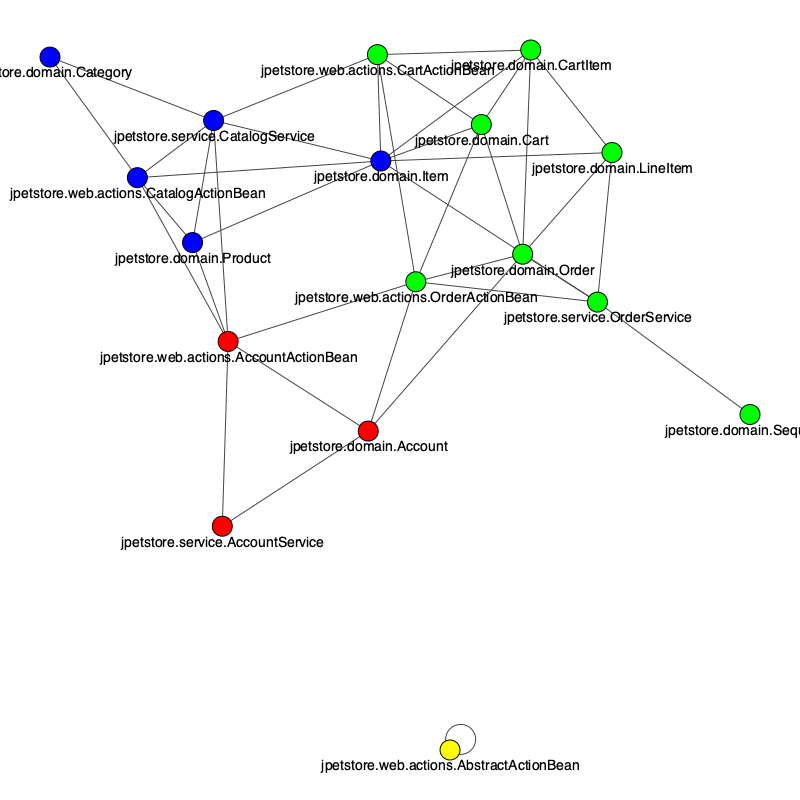 tore.domain.Category
jpetstore.web.actions.CartActionBean
jpetstore.domain.CartItem
jpetstore.service.CatalogService
jpetstore.domain.Cart
jpetstore.domain.LineItem
jpetstore.domain.Item
jpetstore.web.actions.CatalogActionBean
jpetstore.domain.Product
jpetstore.domain.Order
jpetstore.web.actions.OrderActionBean
jpetstore.service.OrderService
jpetstore.web.actions.AccountActionBean
jpetstore.domain.Sequ
jpetstore.domain.Account
jpetstore.service.AccountService
jpetstore.web.actions.AbstractActionBean